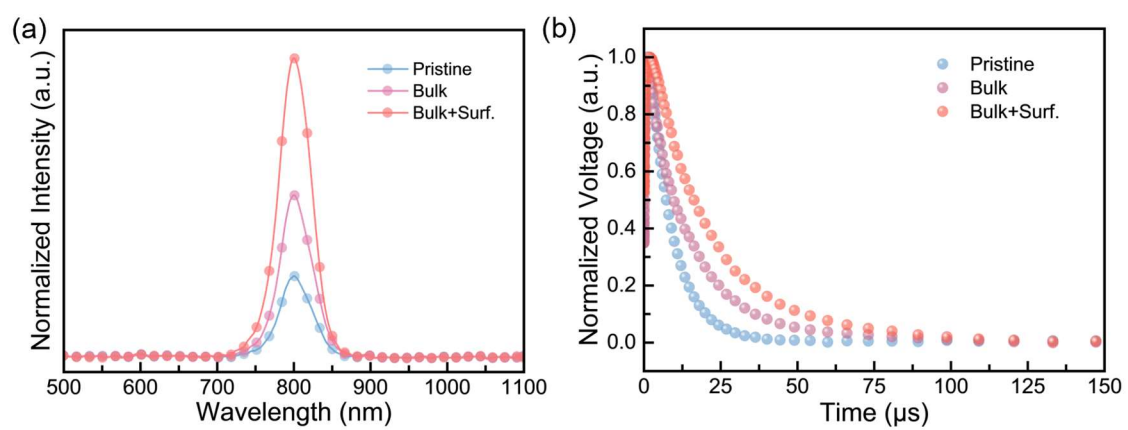 (a)
Normalized Intensity (a.u.)
Pristine
Bulk
Bulk+Surf.
500 600 700 800 900 1000 1100
Wavelength (nm)
(b)
Normalized Voltage (a.u.)
1.0
0.8
0.6
0.4
0.2
0.0
Pristine
Bulk
Bulk+Surf.
0 25 50 75 100 125 150
Time (μs)